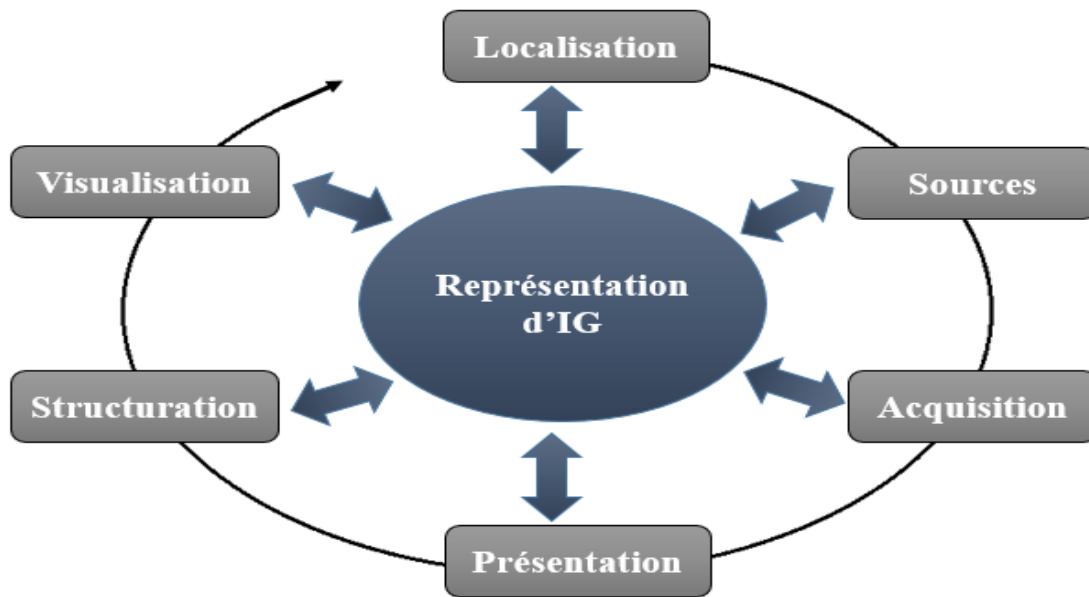 Localisation
Visualisation
Sources
Représentation
d’IG
Structuration
Acquisition
Présentation